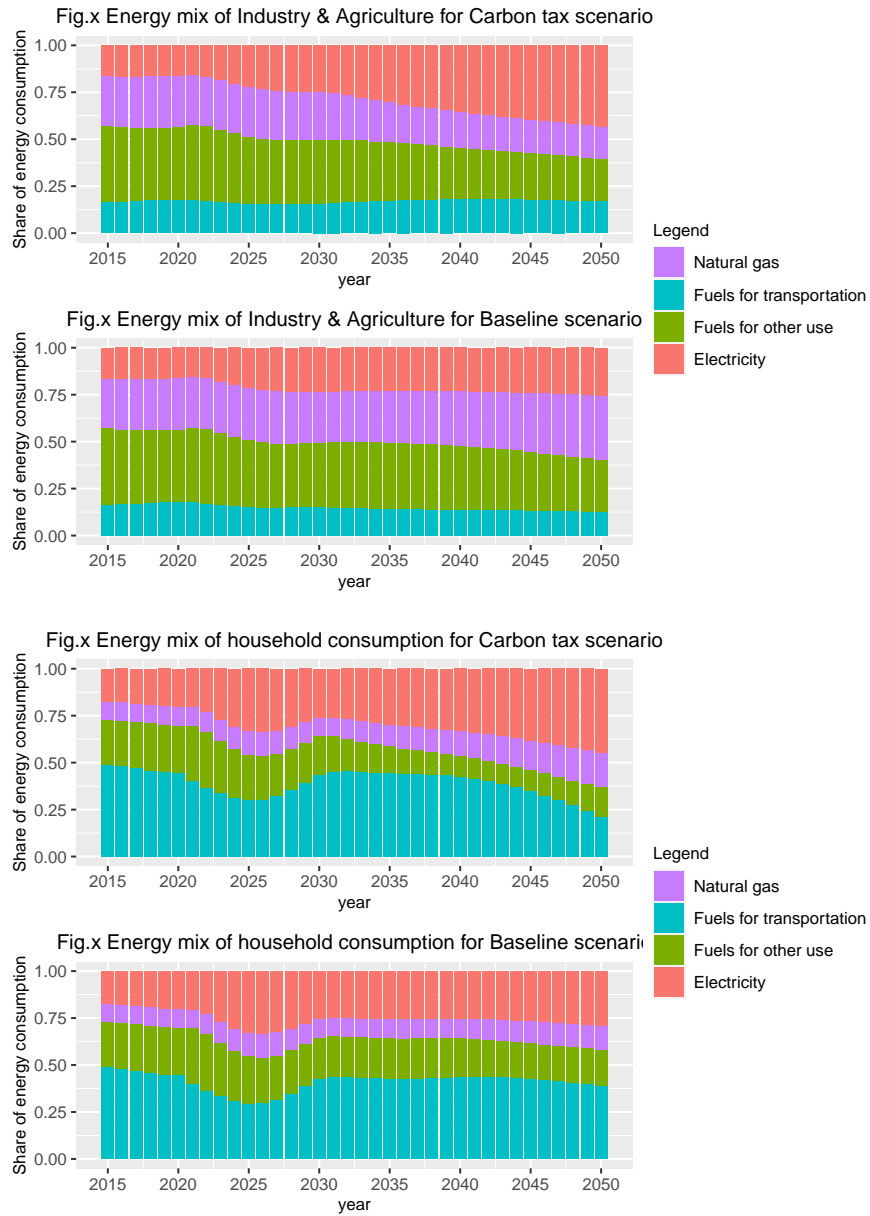 Fig.x Energy mix of Industry & Agriculture for Carbon tax scenario
Share of energy consumption
1.00
0.75
0.50
0.25
0.00
2015 2020 2025 2030 2035 2040 2045 2050
year
Fig.x Energy mix of Industry & Agriculture for Baseline scenario
Share of energy consumption
1.00
0.75
0.50
0.25
0.00
2015 2020 2025 2030 2035 2040 2045 2050
year
Legend
Natural gas
Fuels for transportation
Fuels for other use
Electricity
Fig.x Energy mix of household consumption for Carbon tax scenario
Share of energy consumption
1.00
0.75
0.50
0.25
0.00
2015 2020 2025 2030 2035 2040 2045 2050
year
Fig.x Energy mix of household consumption for Baseline scenari
Share of energy consumption
1.00
0.75
0.50
0.25
0.00
2015 2020 2025 2030 2035 2040 2045 2050
year
Legend
Natural gas
Fuels for transportation
Fuels for other use
Electricity